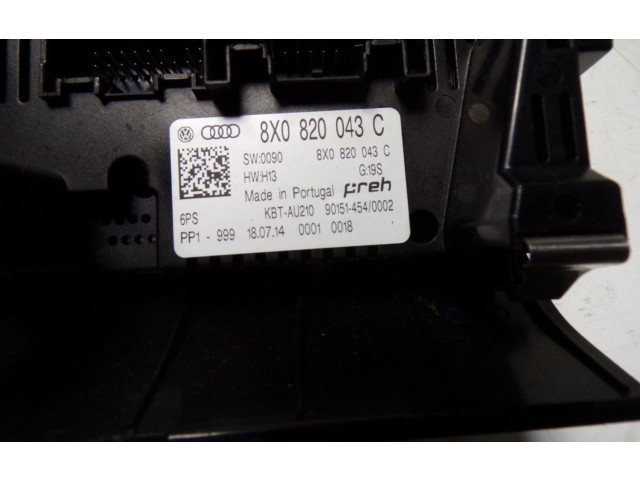 8X0 820 043 C
SW:0090 8X0 820 043 C
HW:H13 G:19S
Made in Portugal preh
6PS KBT-AU210 90151-454/0002
PP1 - 999 18.07.14 0001 0018